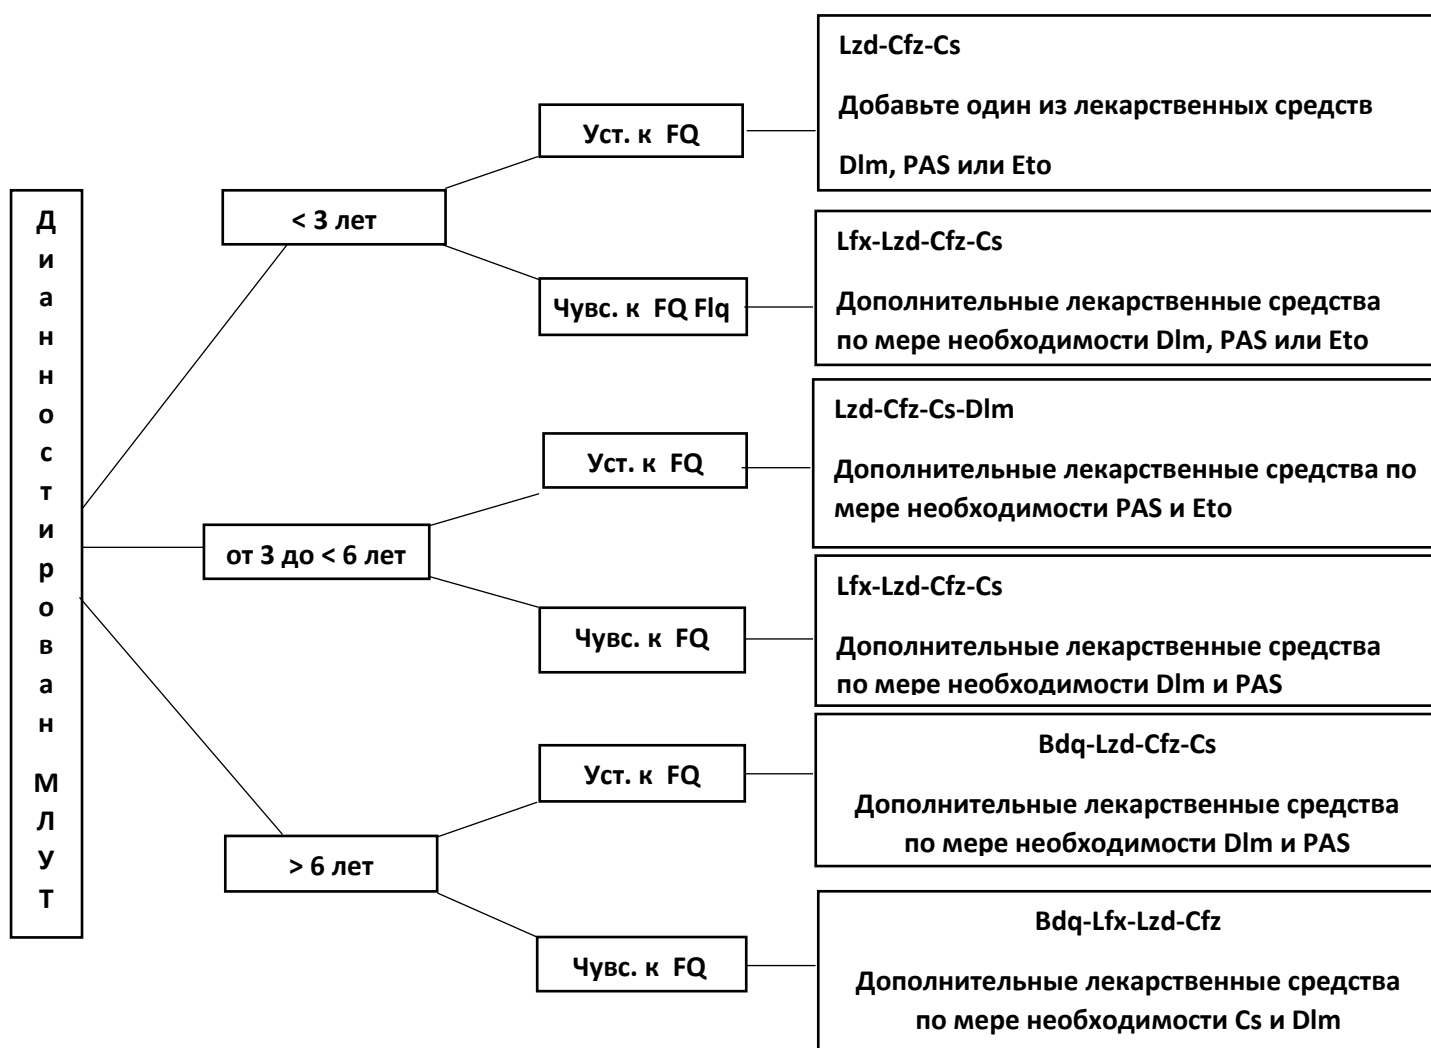 Дианностирован МЛУТ
< 3 лет
Уст. к FQ
Lzd-Cfz-Cs
Добавьте один из лекарственных средств
Dlm, PAS или Eto
Чувс. к FQ Flq
Lfx-Lzd-Cfz-Cs
Дополнительные лекарственные средства
по мере необходимости Dlm, PAS или Eto
от 3 до < 6 лет
Уст. к FQ
Lzd-Cfz-Cs-Dlm
Дополнительные лекарственные средства по
мере необходимости PAS и Eto
Чувс. к FQ
Lfx-Lzd-Cfz-Cs
Дополнительные лекарственные средства
по мере необходимости Dlm и PAS
> 6 лет
Уст. к FQ
Bdq-Lzd-Cfz-Cs
Дополнительные лекарственные средства
по мере необходимости Dlm и PAS
Чувс. к FQ
Bdq-Lfx-Lzd-Cfz
Дополнительные лекарственные средства
по мере необходимости Cs и Dlm